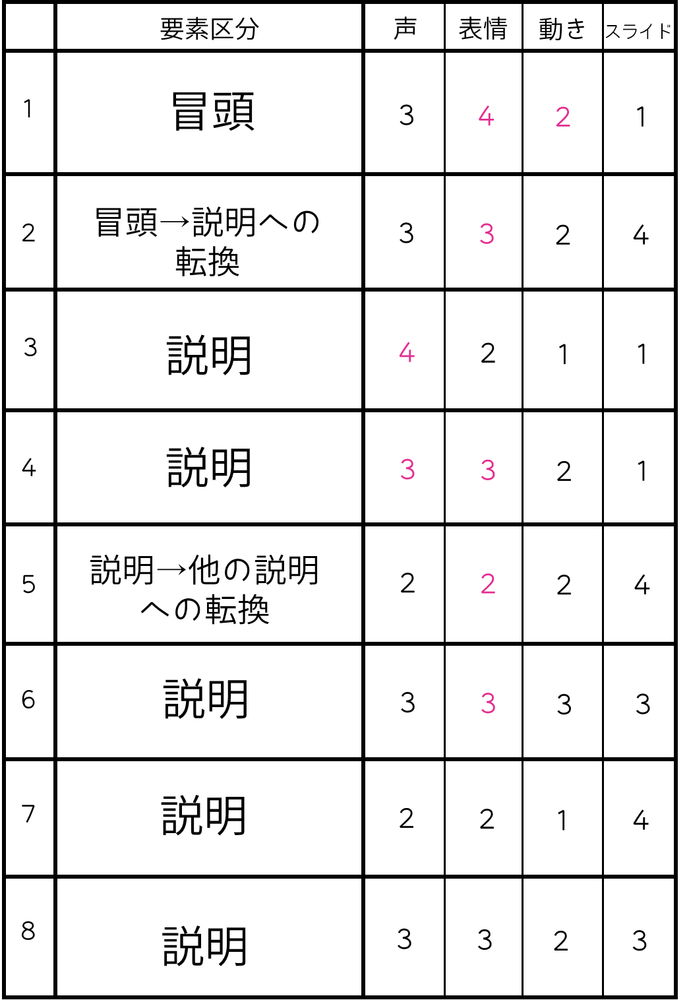 要素区分 声 表情 動き スライド
1 冒頭 3 4 2 1
2 冒頭→説明への 3 3 2 4
転換
3 説明 4 2 1 1
4 説明 3 3 2 1
5 説明→他の説明 2 2 2 4
への転換
6 説明 3 3 3 3
7 説明 2 2 1 4
8 説明 3 3 2 3